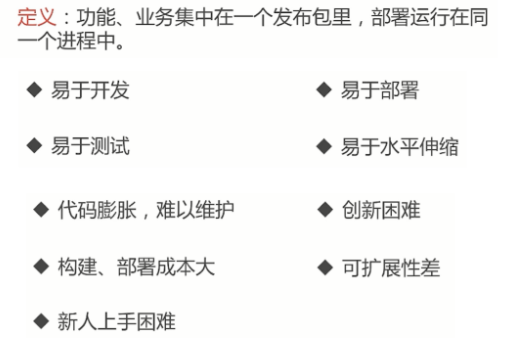 定义：功能、业务集中在一个发布包里，部署运行在同
一个进程中。
◆ 易于开发 ◆ 易于部署
◆ 易于测试 ◆ 易于水平伸缩
◆ 代码膨胀，难以维护 ◆ 创新困难
◆ 构建、部署成本大 ◆ 可扩展性差
◆ 新人上手困难